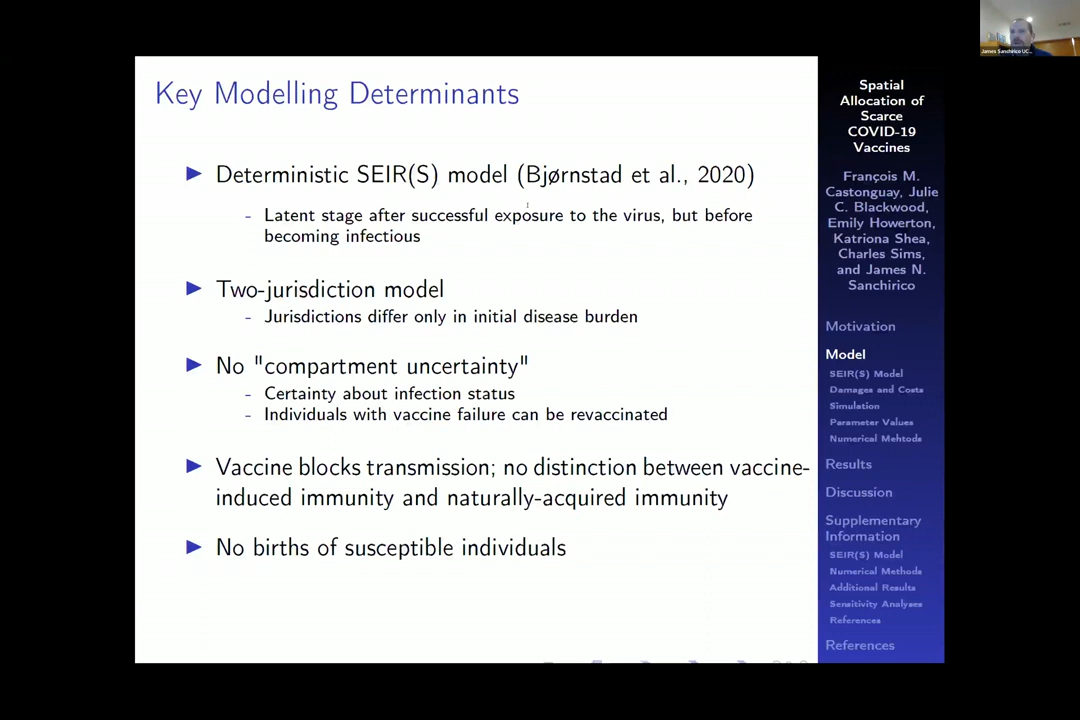 James Sanchirico UC...
Key Modelling Determinants
Deterministic SEIR(S) model (Bjørnstad et al., 2020)
- Latent stage after successful exposure to the virus, but before
becoming infectious
Two-jurisdiction model
- Jurisdictions differ only in initial disease burden
No "compartment uncertainty"
- Certainty about infection status
- Individuals with vaccine failure can be revaccinated
Vaccine blocks transmission; no distinction between vaccine-
induced immunity and naturally-acquired immunity
No births of susceptible individuals
Spatial
Allocation of
Scarce
COVID-19
Vaccines
François M.
Castonguay, Julie
C. Blackwood,
Emily Howerton,
Katriona Shea,
Charles Sims,
and James N.
Sanchirico
Motivation
Model
SEIR(S) Model
Damages and Costs
Simulation
Parameter Values
Numerical Mehtods
Results
Discussion
Supplementary
Information
SEIR(S) Model
Numerical Methods
Additional Results
Sensitivity Analyses
References
References